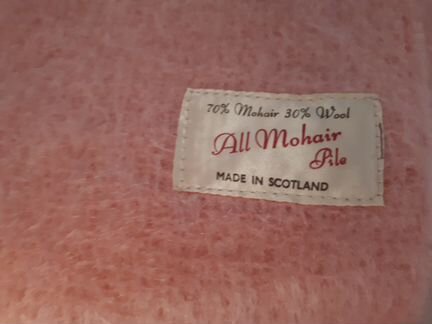 70% Mohair 30% Wool
All Mohair
Pile
MADE IN SCOTLAND